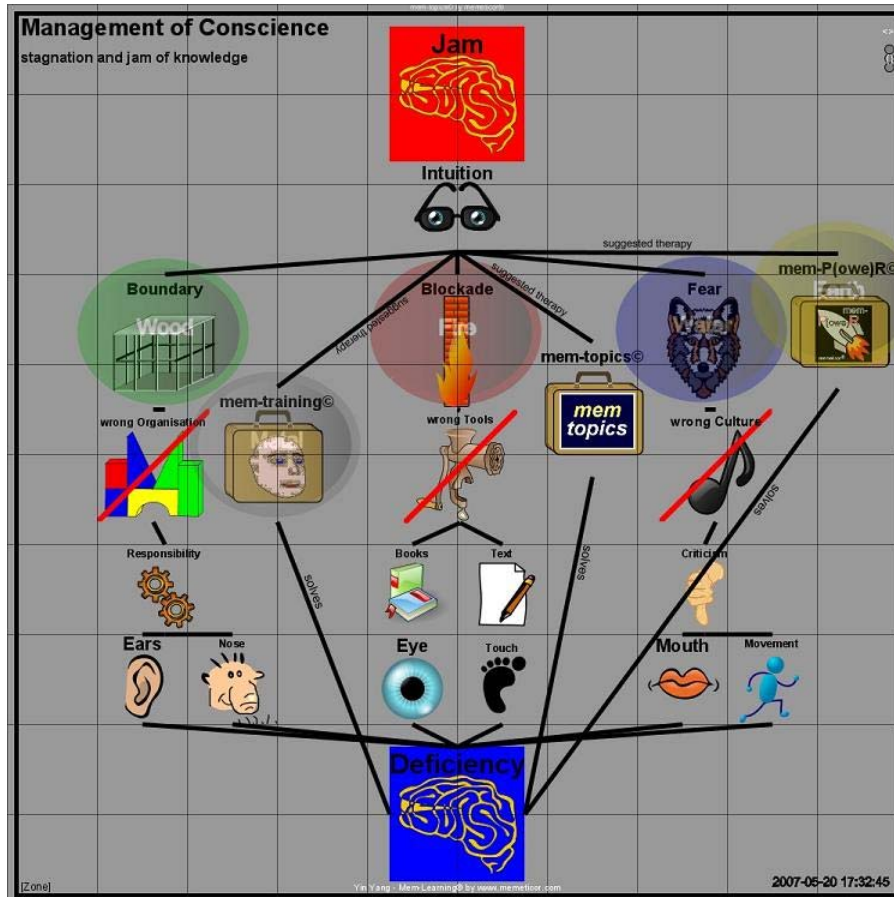 Management of Conscience
stagnation and jam of knowledge
Jam
Intuition
suggested therapy
suggested therapy
suggested therapy
mem-P(owe)R©
Earth
Boundary
Wood
Blockade
Fire
Fear
Water
mem-topics©
mem
topics
mem-training©
Metal
wrong Organisation
wrong Tools
wrong Culture
Responsibility
Books
Text
Criticism
solves
solves
solves
Ears
Nose
Eye
Touch
Mouth
Movement
Deficiency
[Zone]
Yin Yang - Mem-Learning® by www.memeticor.com
2007-05-20 17:32:45